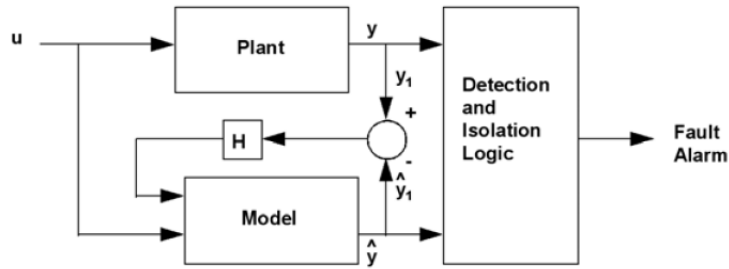 u
Plant
y
y1
+
Detection
and
Isolation
Logic
Fault
Alarm
H
-
ŷ1
Model
ŷ